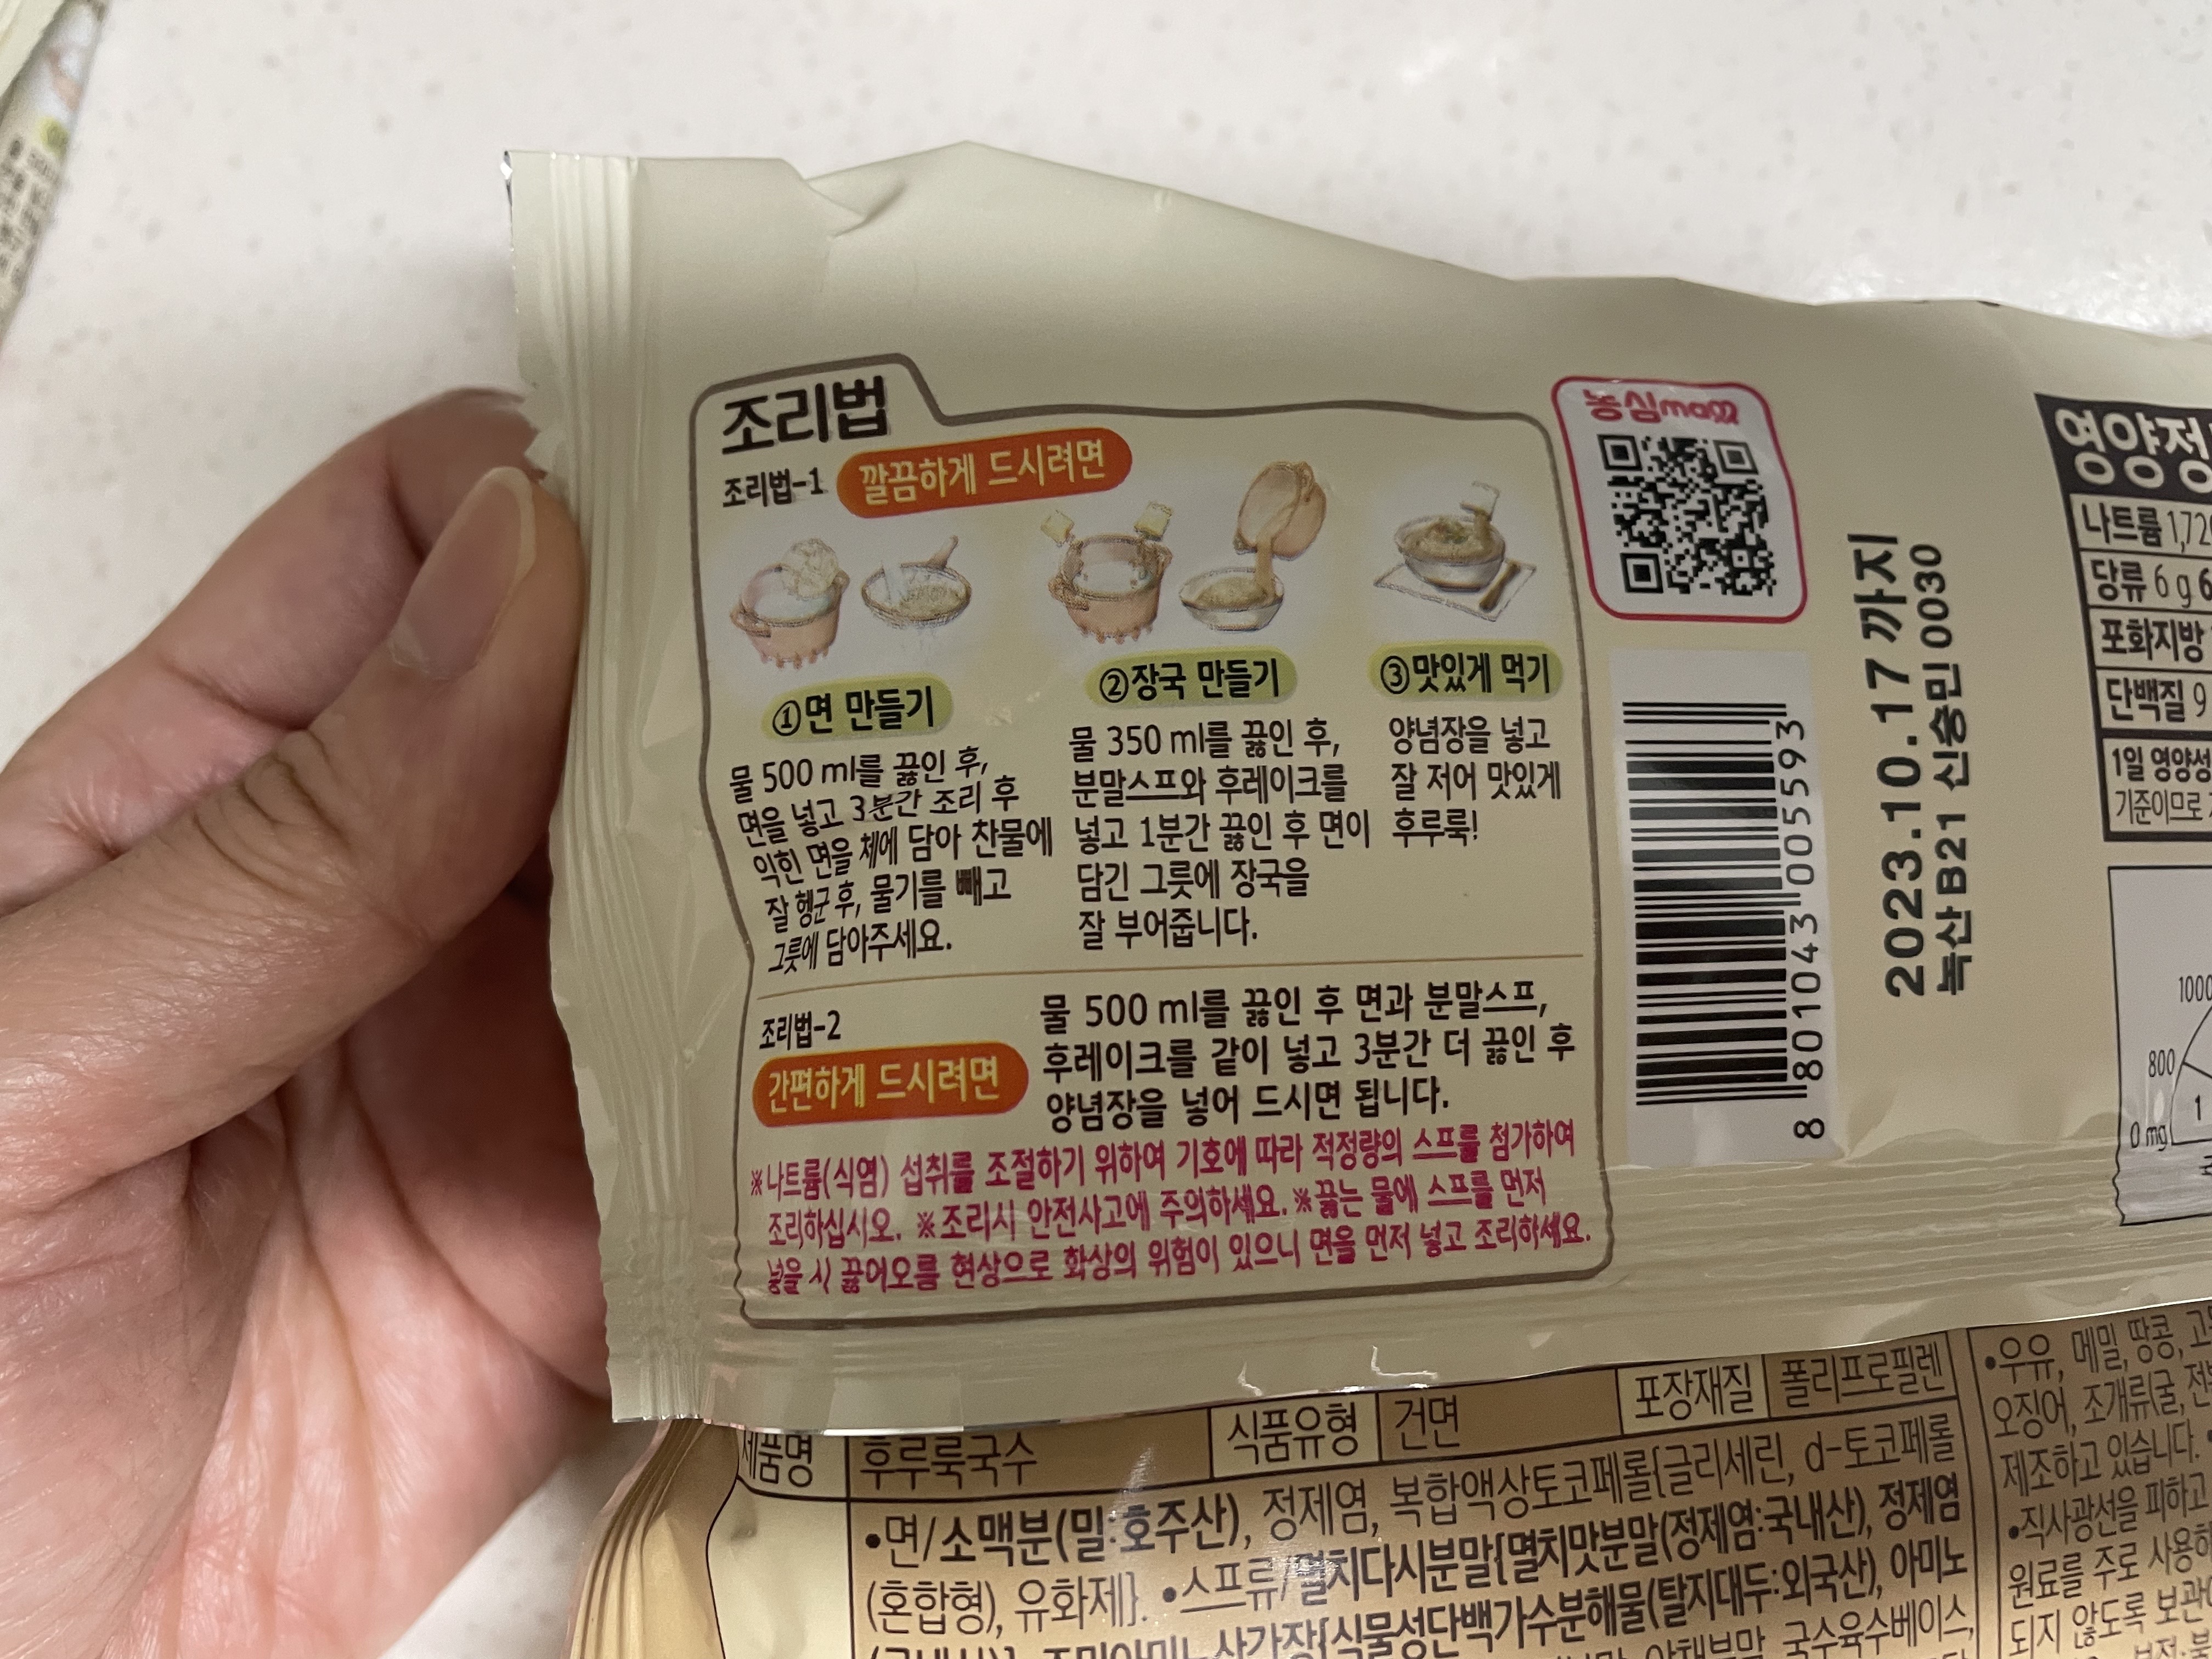 조리법
조리법-1 깔끔하게 드시려면
①면 만들기
물 500 ml를 끓인 후,
면을 넣고 3분간 조리 후
익힌 면을 체에 담아 찬물에
잘 헹군 후, 물기를 빼고
그릇에 담아주세요.
②장국 만들기
물 350 ml를 끓인 후,
분말스프와 후레이크를
넣고 1분간 끓인 후 면이
담긴 그릇에 장국을
잘 부어줍니다.
③맛있게 먹기
양념장을 넣고
잘 저어 맛있게
후루룩!
조리법-2
간편하게 드시려면
물 500 ml를 끓인 후 면과 분말스프,
후레이크를 같이 넣고 3분간 더 끓인 후
양념장을 넣어 드시면 됩니다.
※나트륨(식염) 섭취를 조절하기 위하여 기호에 따라 적정량의 스프를 첨가하여
조리하십시오. ※조리시 안전사고에 주의하세요. ※끓는 물에 스프를 먼저
넣을 시 끓어오름 현상으로 화상의 위험이 있으니 면을 먼저 넣고 조리하세요.
농심mall
8 801043 005593
2023.10.17 까지
녹산 B21 신승민 0030
영양정
나트륨 1,72
당류 6 g 6
포화지방
단백질 9
1일 영양성
기준이므로
1000
800
0 mg
1
제품명 후루룩국수 식품유형 건면 포장재질 폴리프로필렌
•면/소맥분(밀:호주산), 정제염, 복합액상토코페롤{글리세린, d-토코페롤
(혼합형), 유화제}. •스프류/멸치다시분말{멸치맛분말(정제염:국내산), 정제염
조미아미노산간장{식물성단백가수분해물(탈지대두:외국산), 아미노
국수육수베이스,
•우유, 메밀, 땅콩,
오징어, 조개류(굴,
제조하고 있습니다.
•직사광선을 피하고
원료를 주로 사용하
되지 않도록 보관